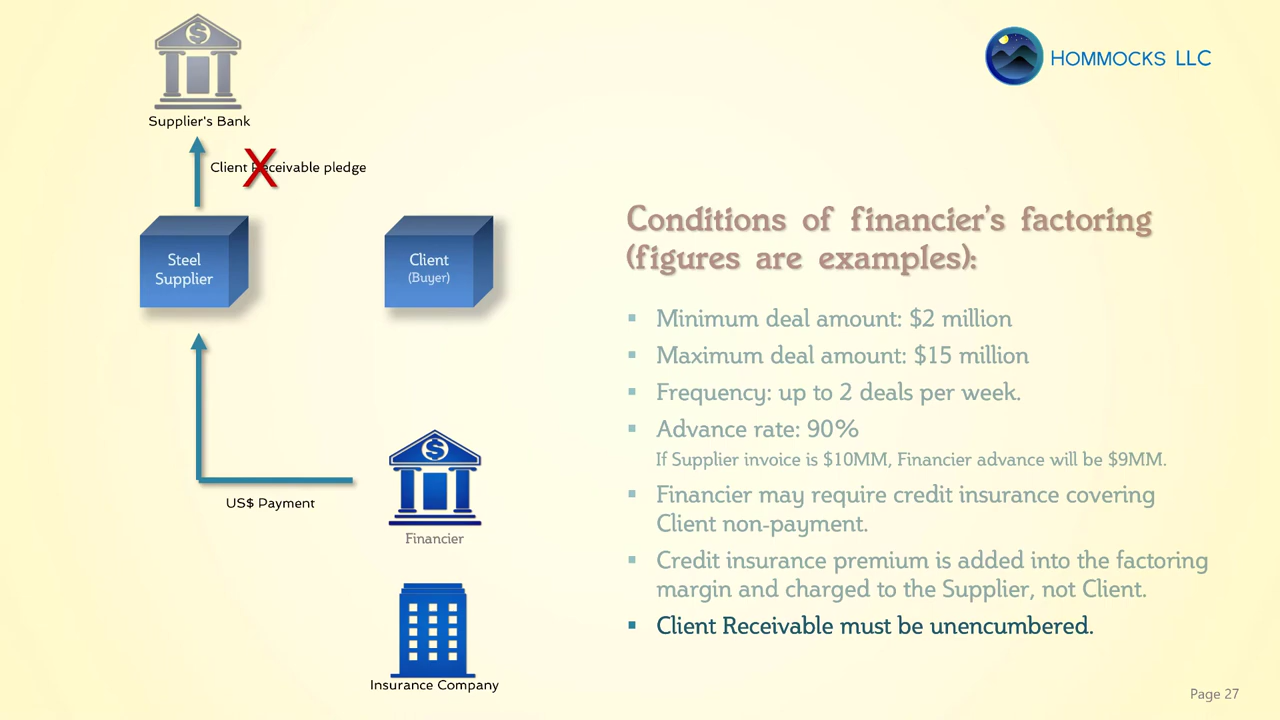 $
Supplier's Bank
HOMMOCKS LLC
Client Receivable pledge
X
Steel
Supplier
Client
(Buyer)
$
Financier
US$ Payment
Insurance Company
Conditions of financier's factoring
(figures are examples):
▪ Minimum deal amount: $2 million
▪ Maximum deal amount: $15 million
▪ Frequency: up to 2 deals per week.
▪ Advance rate: 90%
If Supplier invoice is $10MM, Financier advance will be $9MM.
▪ Financier may require credit insurance covering
Client non-payment.
▪ Credit insurance premium is added into the factoring
margin and charged to the Supplier, not Client.
▪ Client Receivable must be unencumbered.
Page 27